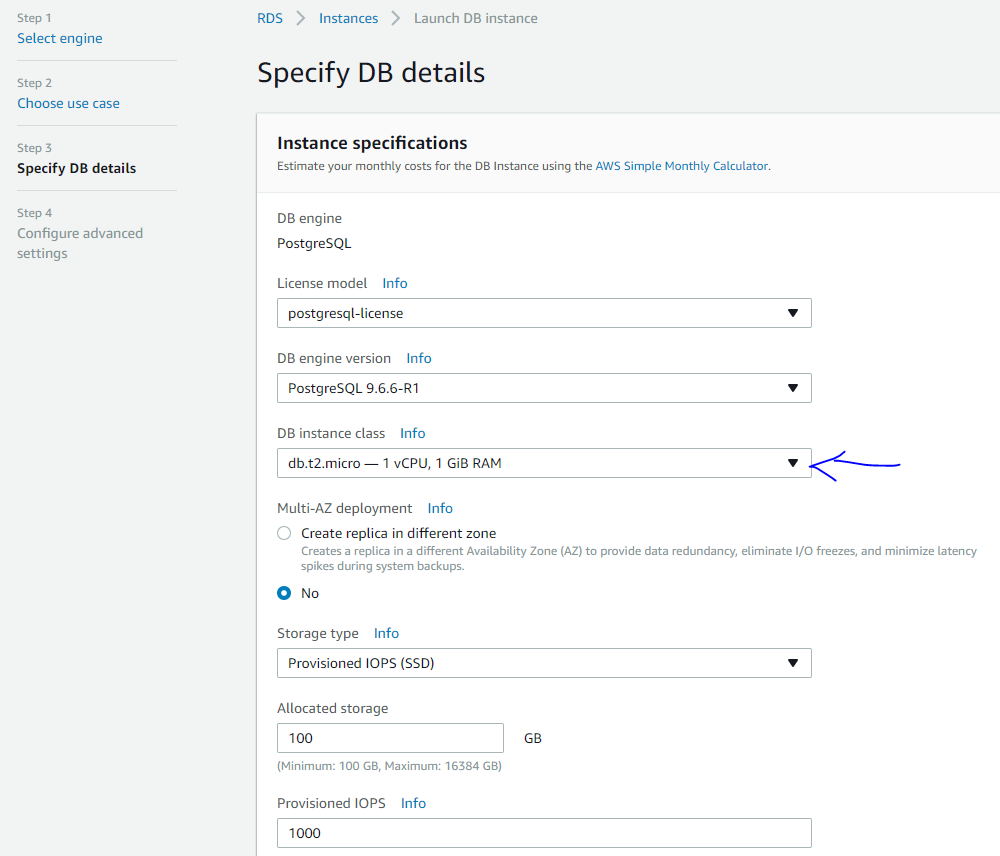 Step 1
Select engine
Step 2
Choose use case
Step 3
Specify DB details
Step 4
Configure advanced
settings
RDS > Instances > Launch DB instance
Specify DB details
Instance specifications
Estimate your monthly costs for the DB Instance using the AWS Simple Monthly Calculator.
DB engine
PostgreSQL
License model Info
postgresql-license
DB engine version Info
PostgreSQL 9.6.6-R1
DB instance class Info
db.t2.micro — 1 vCPU, 1 GiB RAM
Multi-AZ deployment Info
Create replica in different zone
Creates a replica in a different Availability Zone (AZ) to provide data redundancy, eliminate I/O freezes, and minimize latency
spikes during system backups.
No
Storage type Info
Provisioned IOPS (SSD)
Allocated storage
100 GB
(Minimum: 100 GB, Maximum: 16384 GB)
Provisioned IOPS Info
1000